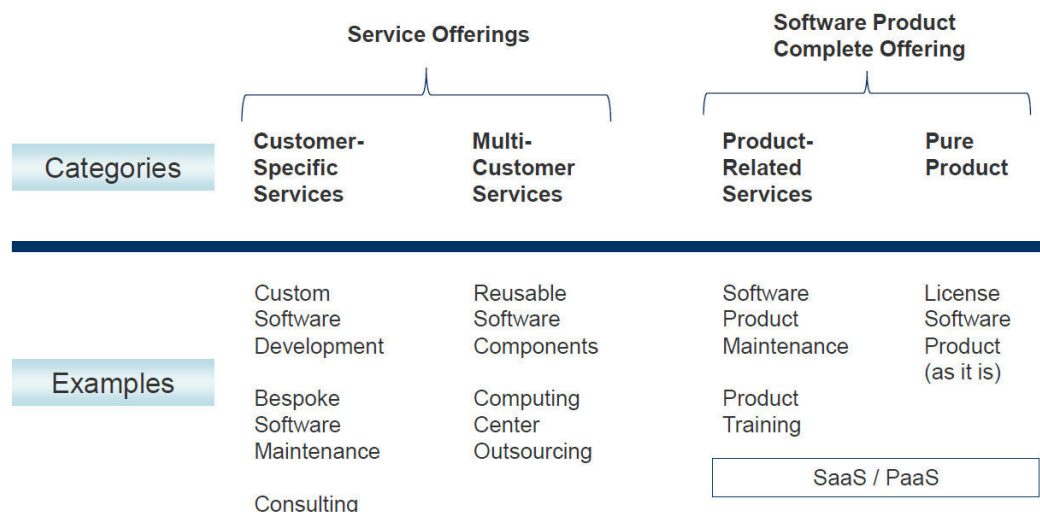 Service Offerings
Software Product
Complete Offering
Categories
Customer-
Specific
Services
Multi-
Customer
Services
Product-
Related
Services
Pure
Product
Examples
Custom
Software
Development
Bespoke
Software
Maintenance
Consulting
Reusable
Software
Components
Computing
Center
Outsourcing
Software
Product
Maintenance
Product
Training
License
Software
Product
(as it is)
SaaS / PaaS